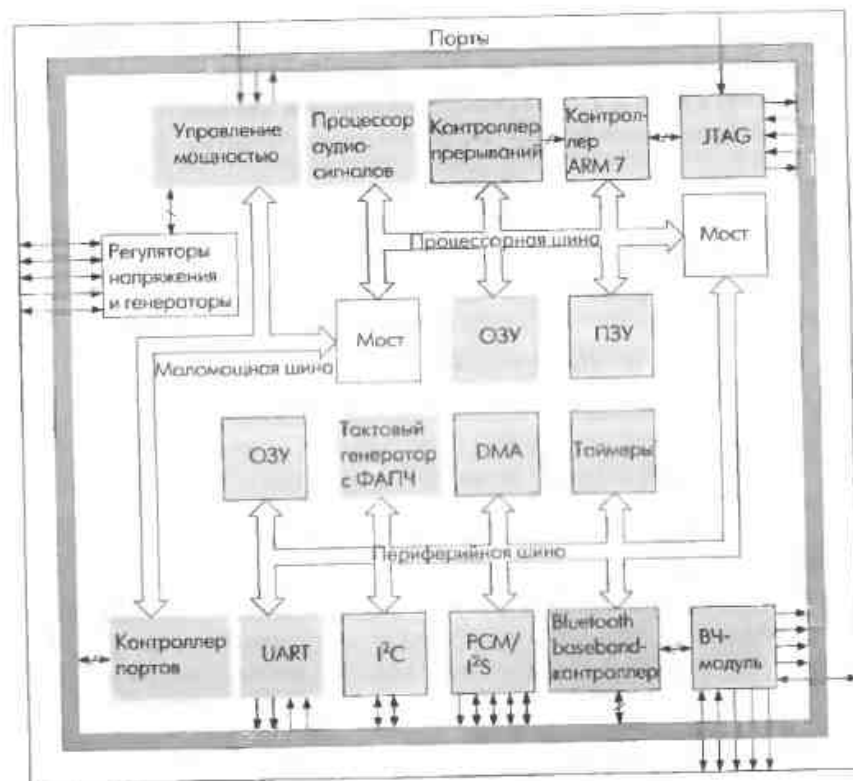 Порты
Управление
мощностью
Процессор
аудио-
сигналов
Контроллер
прерываний
Контрол-
лер
ARM 7
JTAG
Регуляторы
напряжения
и генераторы
Процессорная шина
Мост
Мост
ОЗУ
ПЗУ
Маломощная шина
ОЗУ
Тактовый
генератор
с ФАПЧ
DMA
Таймеры
Периферийная шина
Контроллер
портов
UART
I²C
PCM/
I²S
Bluetooth
baseband-
контроллер
ВЧ-
модуль